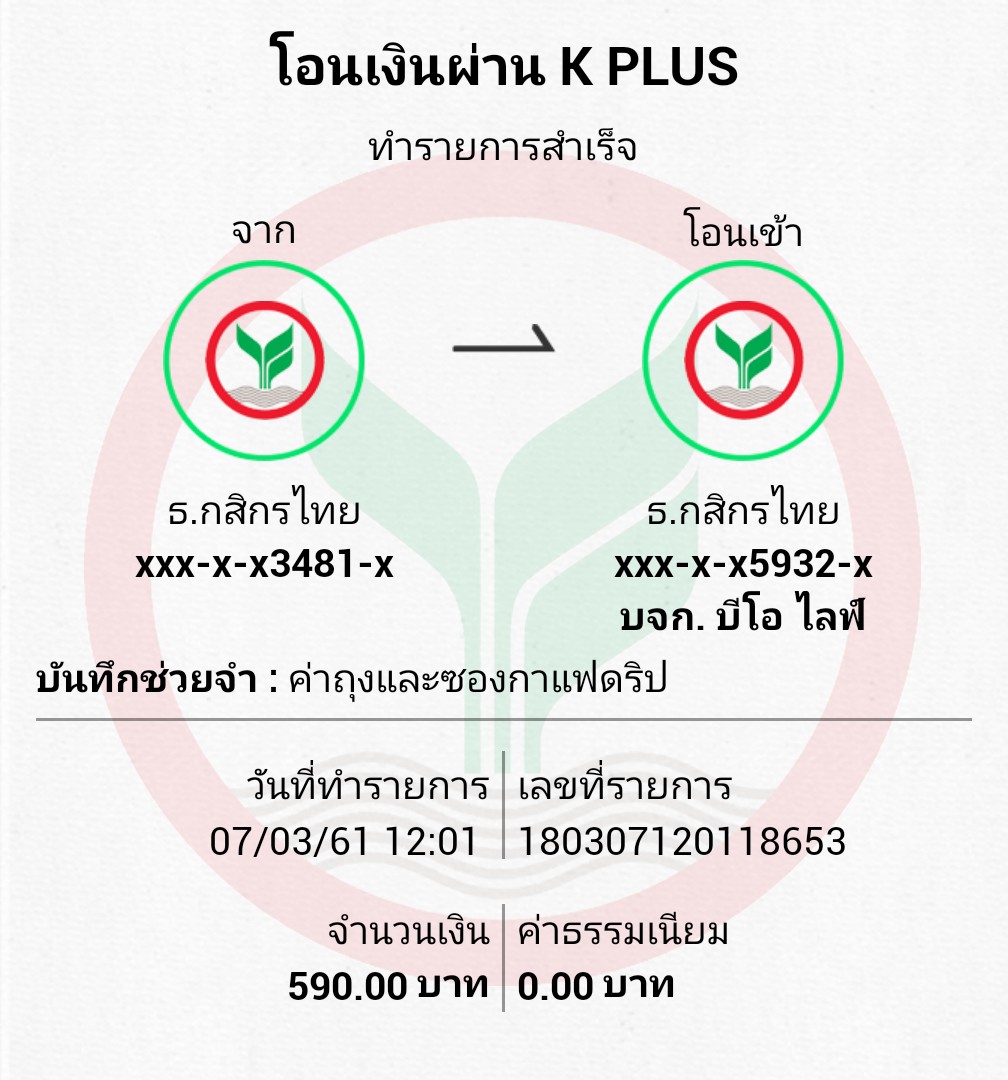 โอนเงินผ่าน K PLUS
ทำรายการสำเร็จ
จาก
โอนเข้า
ธ.กสิกรไทย
xxx-x-x3481-x
ธ.กสิกรไทย
xxx-x-x5932-x
บจก. บีโอ ไลฟ์
บันทึกช่วยจำ : ค่าถุงและซองกาแฟดริป
วันที่ทำรายการ
07/03/61 12:01
เลขที่รายการ
180307120118653
จำนวนเงิน
590.00 บาท
ค่าธรรมเนียม
0.00 บาท